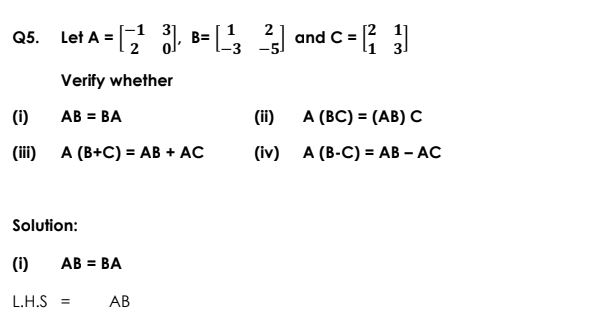 Q5. Let A = [−1 3; 2 0], B= [1 2; −3 −5] and C = [2 1; 1 3]
Verify whether
(i) AB = BA (ii) A (BC) = (AB) C
(iii) A (B+C) = AB + AC (iv) A (B-C) = AB – AC
Solution:
(i) AB = BA
L.H.S = AB